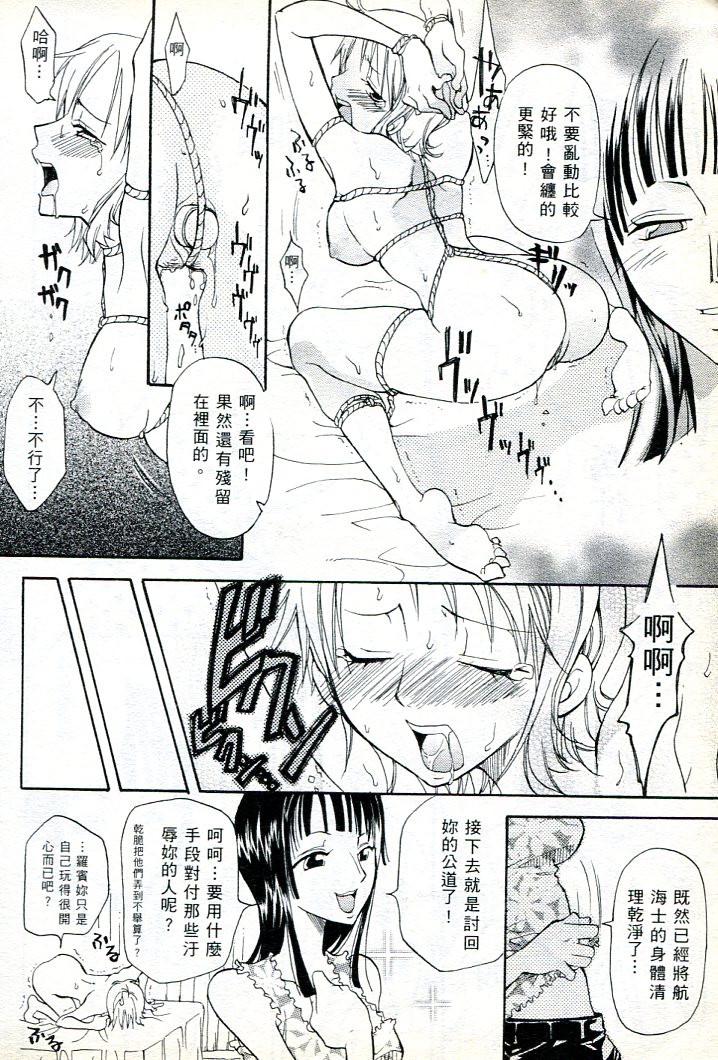 不要亂動比較
好哦！會纏的
更緊的！
啊
啊
哈啊…
啊…看吧！
果然還有殘留
在裡面的。
不…不行了…
啊啊…
既然已經將航
海士的身體清
理乾淨了…
接下去就是討回
妳的公道了！
呵呵…要用什麼
手段對付那些汙
辱妳的人呢？
乾脆把他們弄到不舉算了？
…羅賓妳只是
自己玩得很開
心而已吧？
ぶる
ぶる